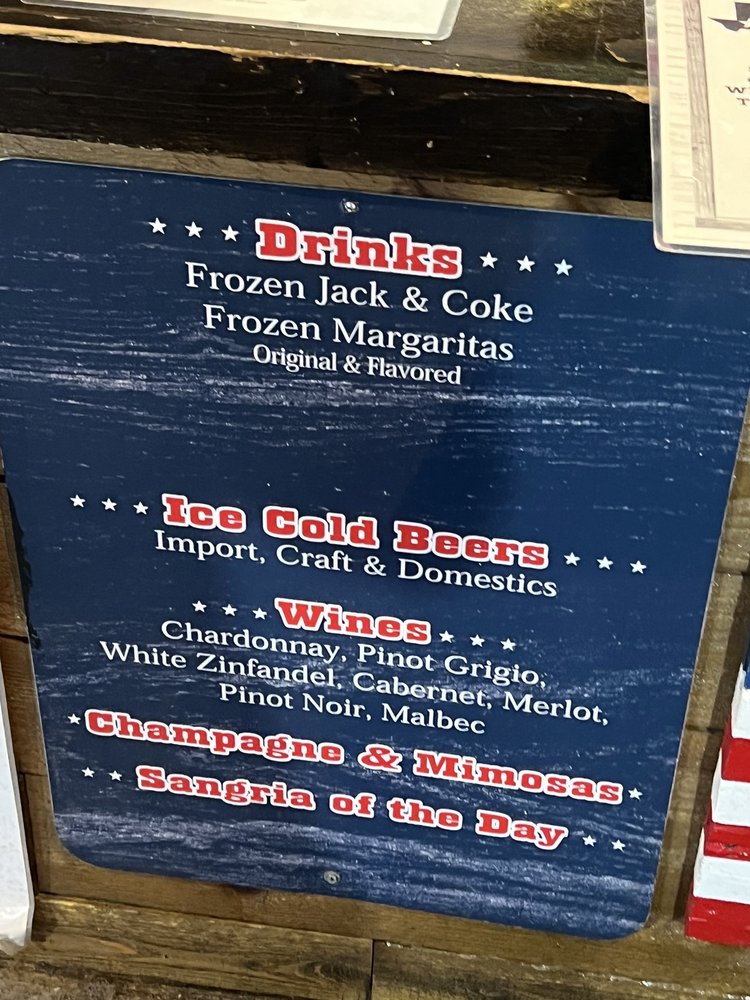 Drinks
Frozen Jack & Coke
Frozen Margaritas
Original & Flavored
Ice Cold Beers
Import, Craft & Domestics
Wines
Chardonnay, Pinot Grigio,
White Zinfandel, Cabernet, Merlot,
Pinot Noir, Malbec
Champagne & Mimosas
Sangria of the Day